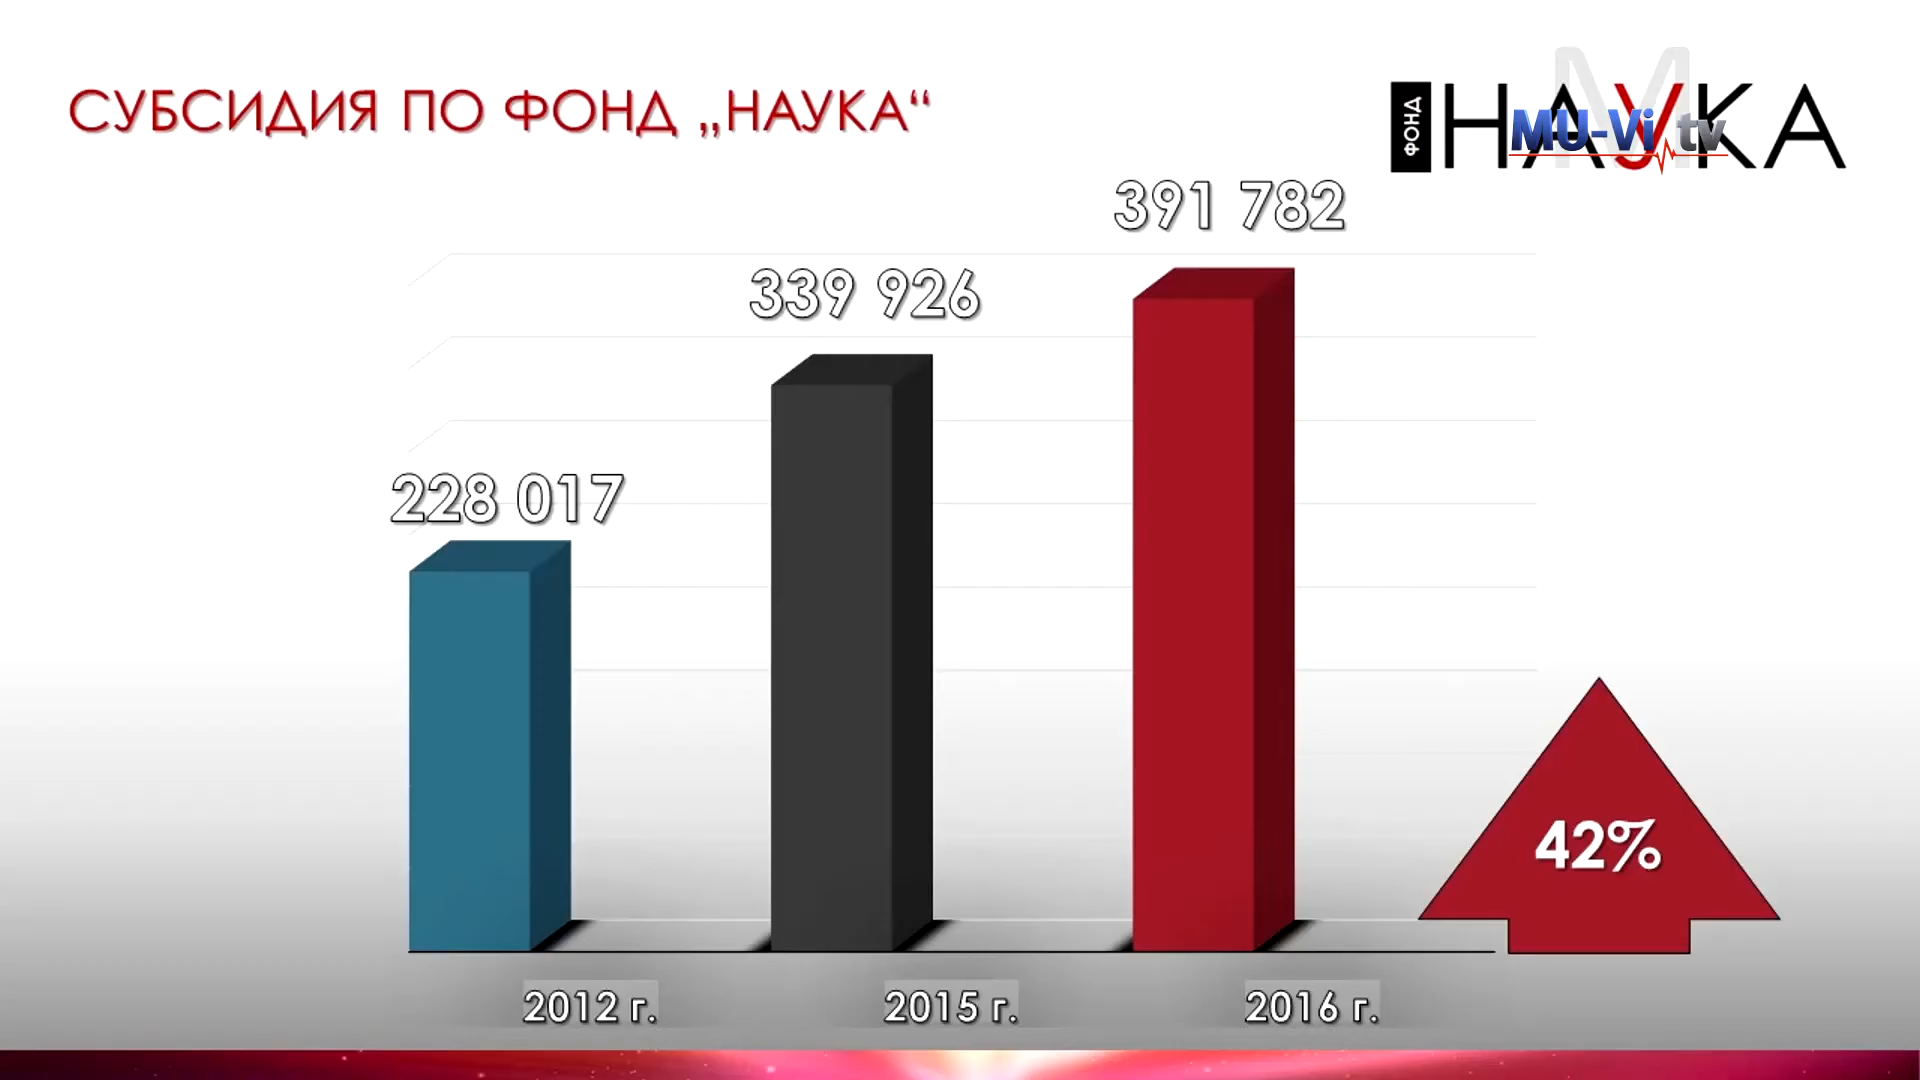 СУБСИДИЯ ПО ФОНД „НАУКА“
ФОНД
НАУКА
MU-Vi tv
391 782
339 926
228 017
42%
2012 г.
2015 г.
2016 г.